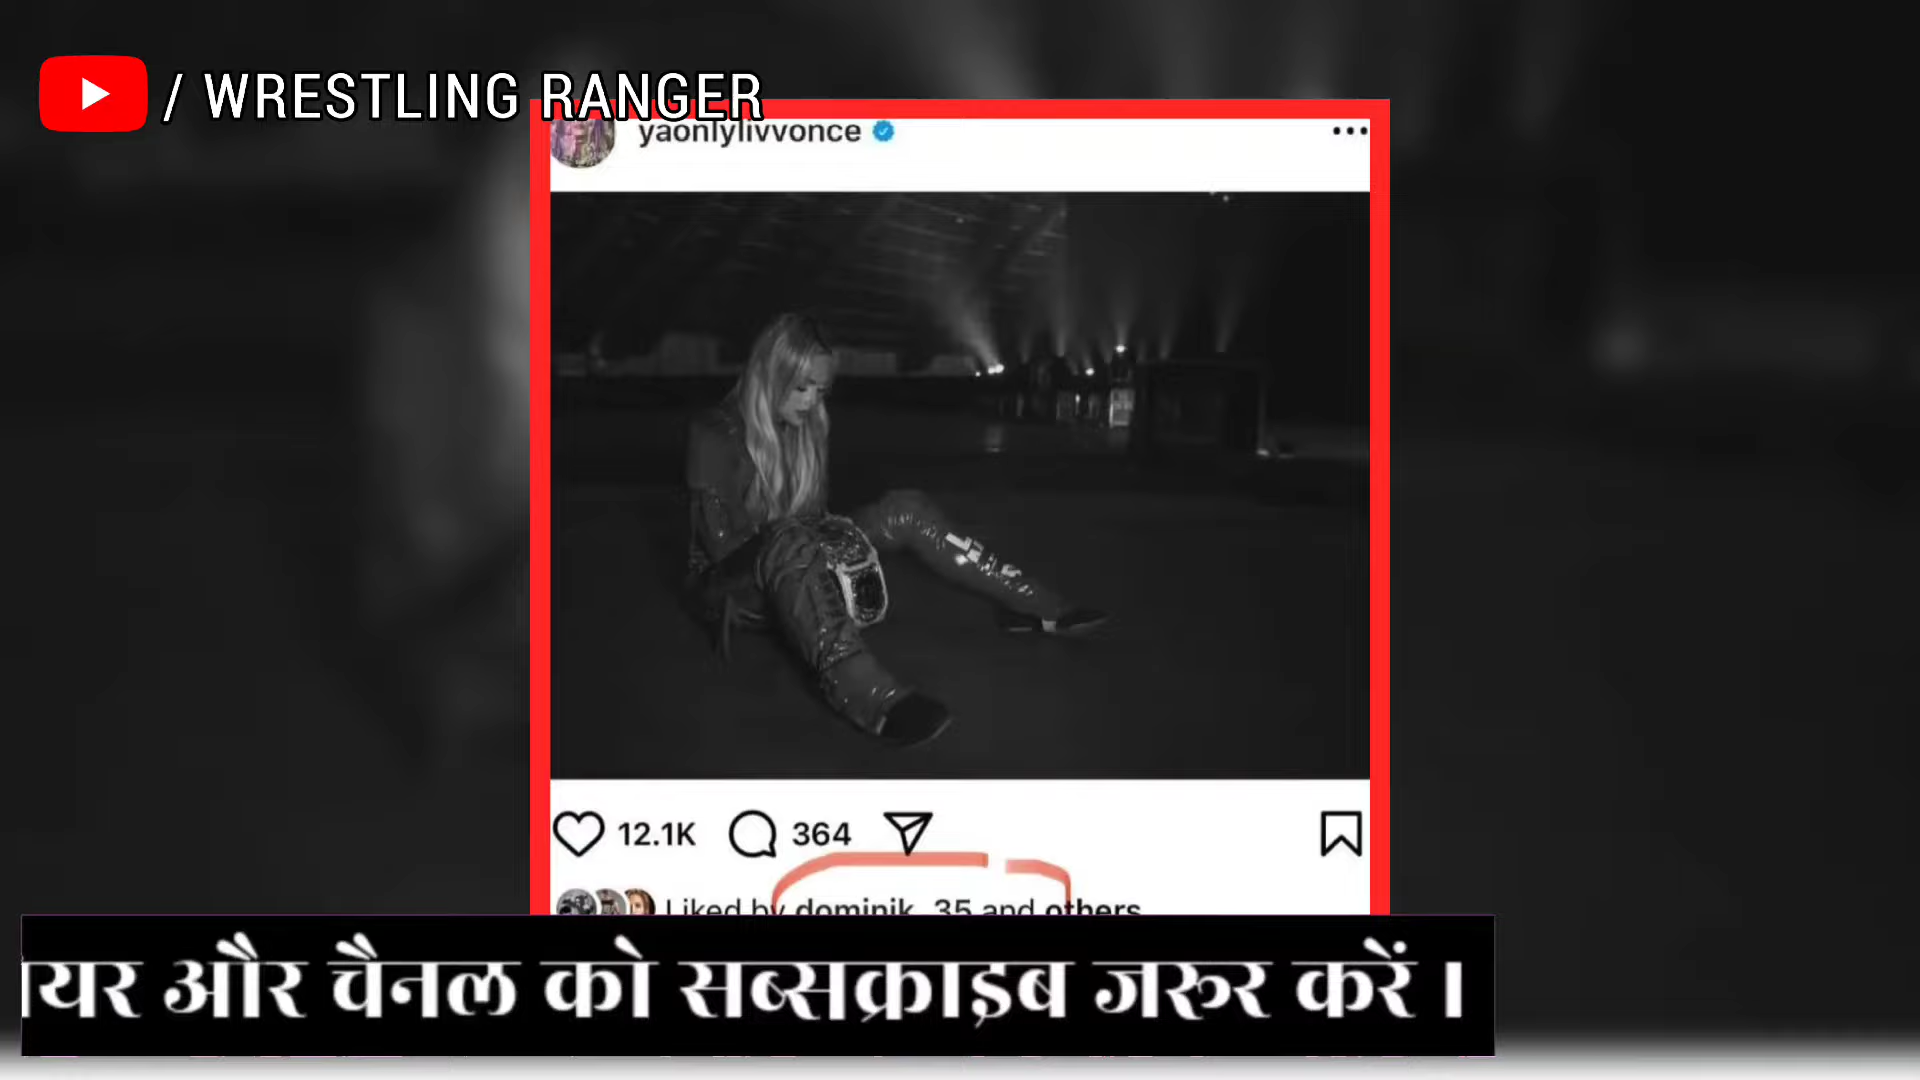 / WRESTLING RANGER
yaonlylivvonce
12.1K 364
Liked by dominik_35 and others
यर और चैनल को सब्सक्राइब जरूर करें ।